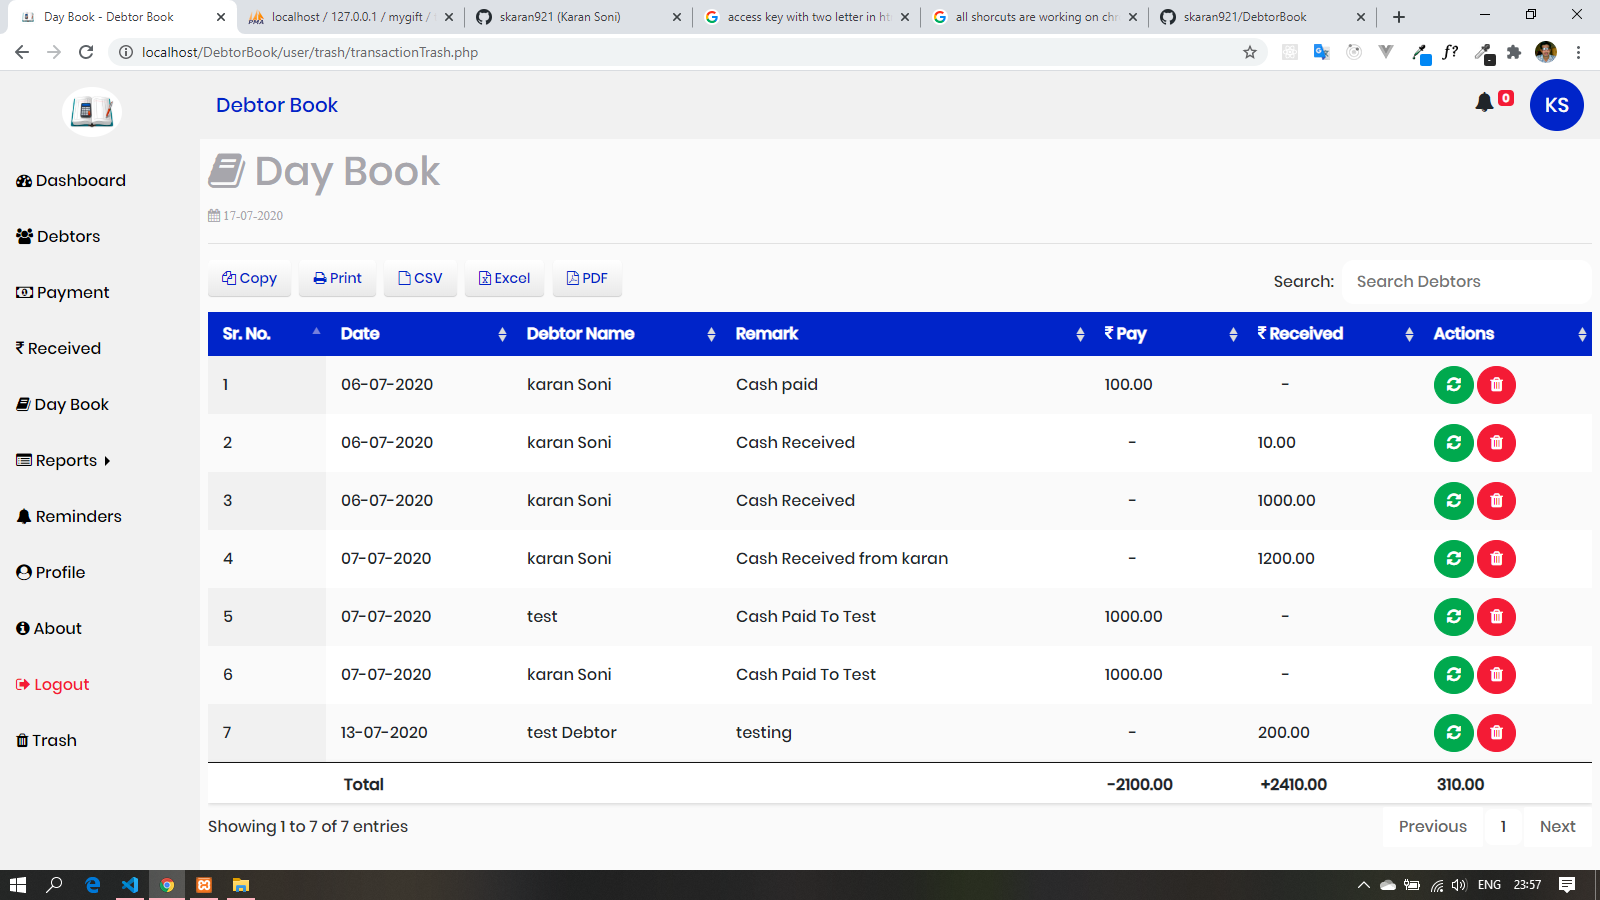 Day Book - Debtor Book
localhost / 127.0.0.1 / mygift /
skaran921 (Karan Soni)
access key with two letter in ht
all shorcuts are working on chr
skaran921/DebtorBook
localhost/DebtorBook/user/trash/transactionTrash.php
f?
Debtor Book
0
KS
Dashboard
Debtors
Payment
₹ Received
Day Book
Reports
Reminders
Profile
About
Logout
Trash
Day Book
17-07-2020
Copy Print CSV Excel PDF
Search: Search Debtors
Sr. No. Date Debtor Name Remark ₹ Pay ₹ Received Actions
1 06-07-2020 karan Soni Cash paid 100.00 -
2 06-07-2020 karan Soni Cash Received - 10.00
3 06-07-2020 karan Soni Cash Received - 1000.00
4 07-07-2020 karan Soni Cash Received from karan - 1200.00
5 07-07-2020 test Cash Paid To Test 1000.00 -
6 07-07-2020 karan Soni Cash Paid To Test 1000.00 -
7 13-07-2020 test Debtor testing - 200.00
Total -2100.00 +2410.00 310.00
Showing 1 to 7 of 7 entries
Previous 1 Next
ENG 23:57